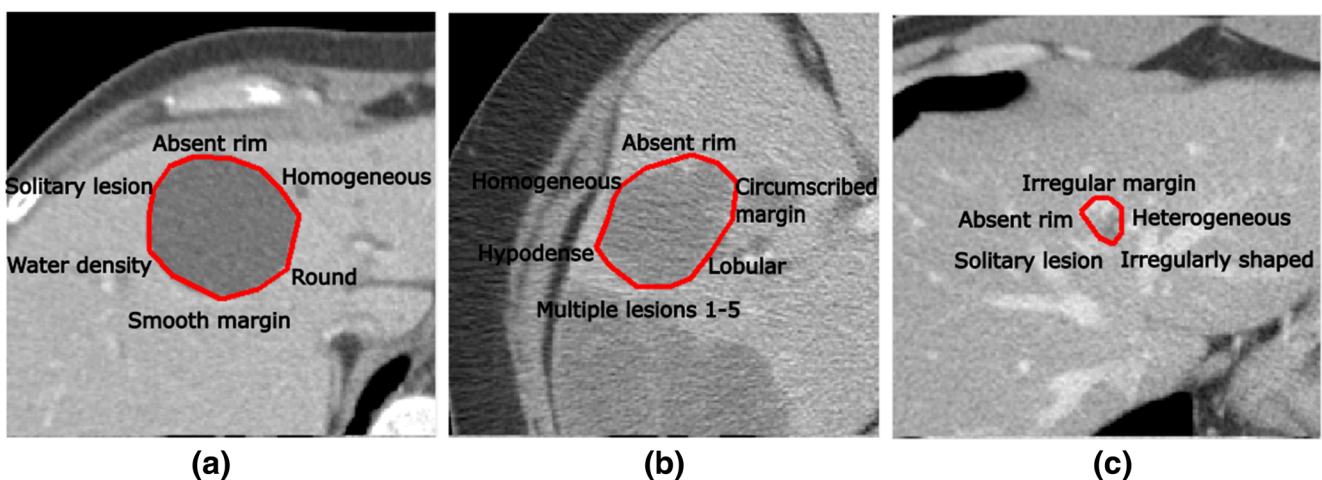 Absent rim
Solitary lesion
Homogeneous
Water density
Round
Smooth margin
(a)
Absent rim
Homogeneous
Circumscribed
margin
Hypodense
Lobular
Multiple lesions 1-5
(b)
Irregular margin
Absent rim
Heterogeneous
Solitary lesion
Irregularly shaped
(c)